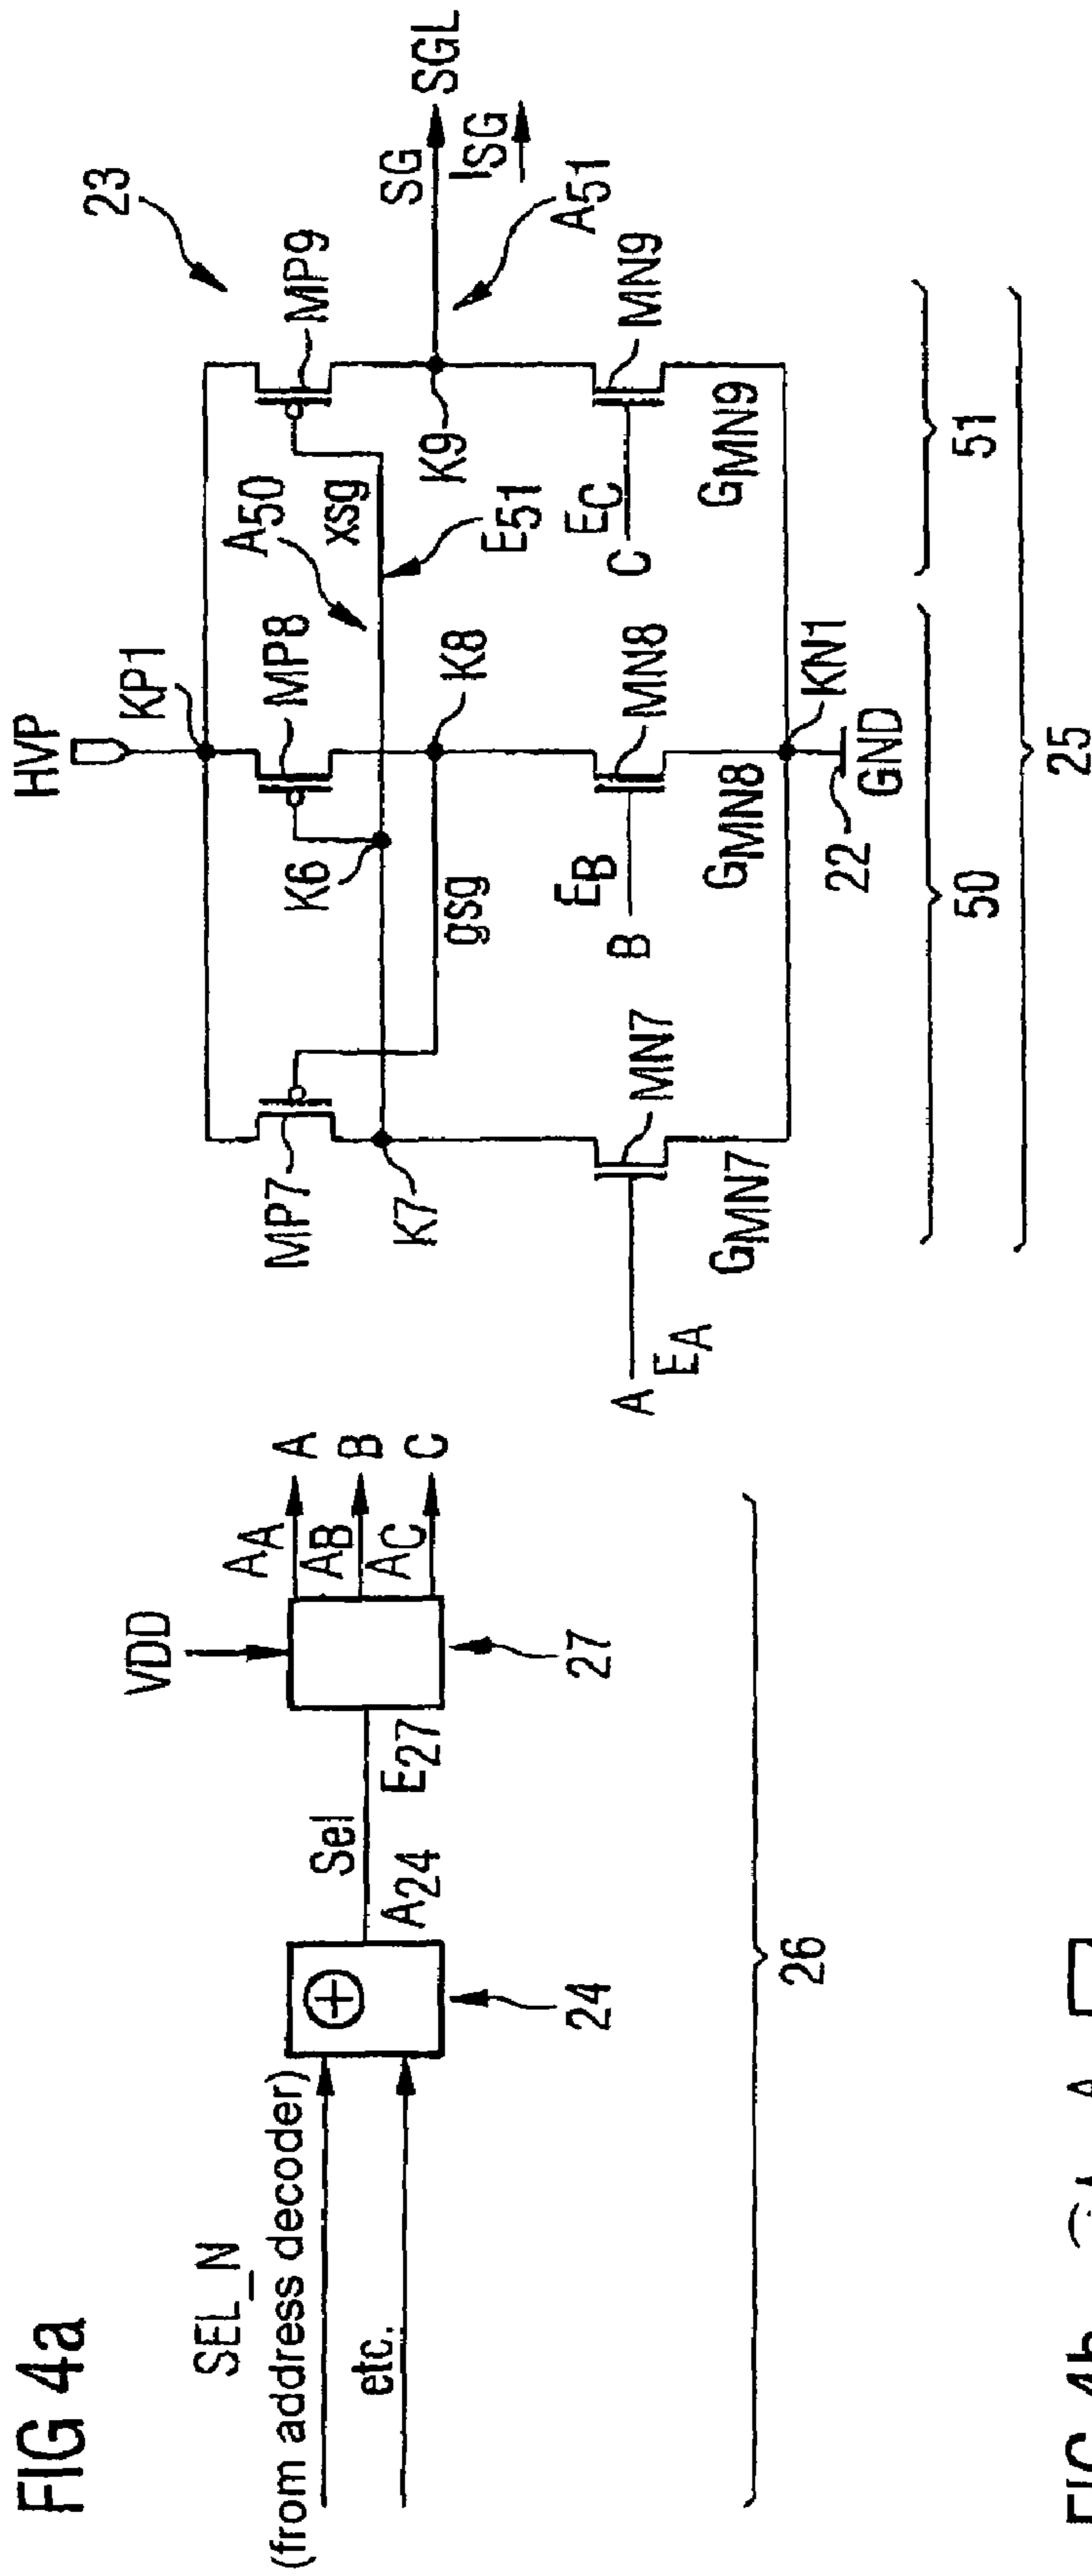 FIG 4a
SEL_N
(from address decoder)
etc.
24
Sel
A24
E27
VDD
27
AA
A
AB
B
AC
C
26
HVP
KP1
23
MP7
MP8
MP9
A50
xsg
K6
K7
E51
K8
gsg
K9
SG
SGL
ISG
A51
A
EA
MN7
GMN7
B
EB
MN8
GMN8
C
EC
MN9
GMN9
KN1
22
GND
50
51
25